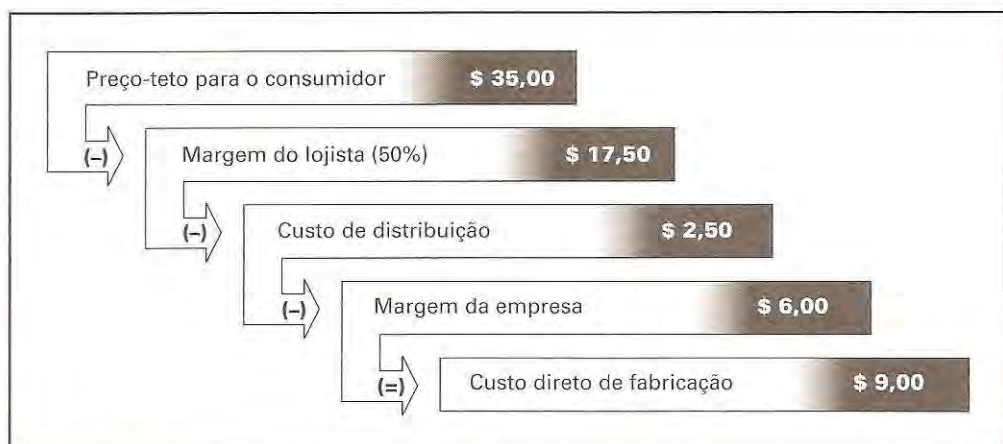 Preço-teto para o consumidor $ 35,00
(–)
Margem do lojista (50%) $ 17,50
(–)
Custo de distribuição $ 2,50
(–)
Margem da empresa $ 6,00
(=)
Custo direto de fabricação $ 9,00